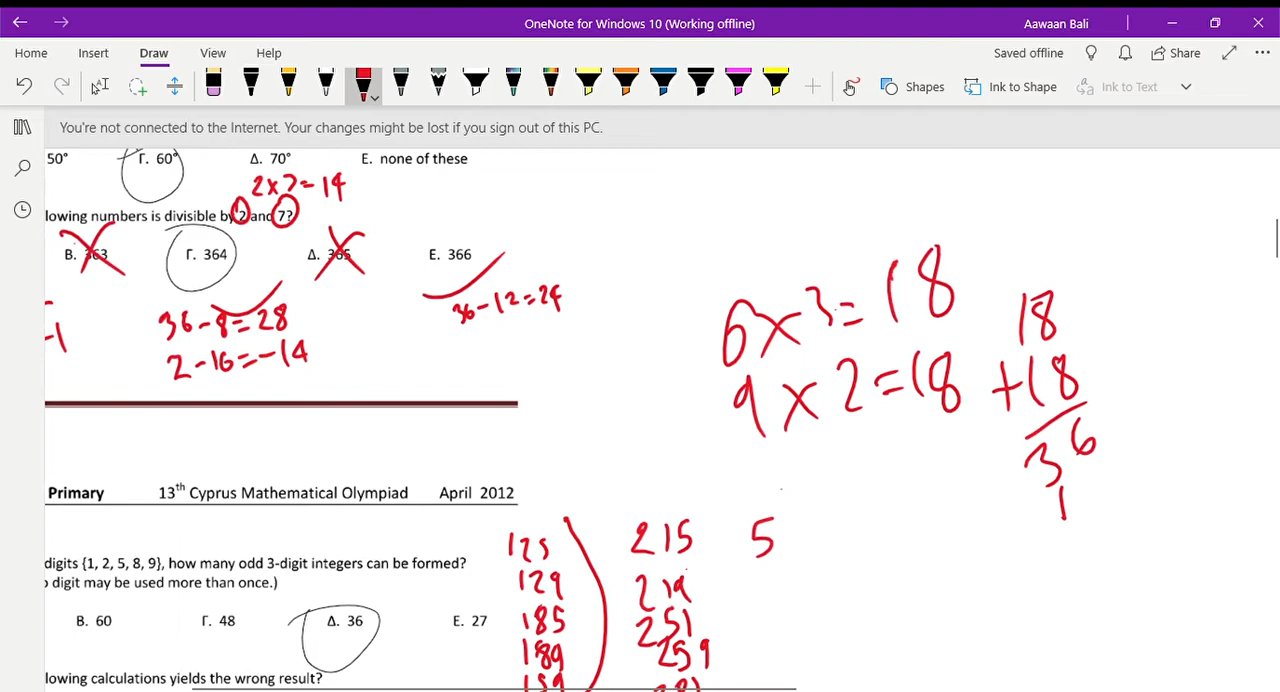 OneNote for Windows 10 (Working offline)
Aawaan Bali
Home Insert Draw View Help
Saved offline
Share
Shapes
Ink to Shape
Ink to Text
You're not connected to the Internet. Your changes might be lost if you sign out of this PC.
50° Γ. 60° Δ. 70° E. none of these
2x7=14
lowing numbers is divisible by 2 and 7?
B. 363 Γ. 364 Δ. 365 E. 366
36-8=28
2-16=-14
36-12=24
-1
6x3=18
9x2=18
18
+18
36
1
Primary 13th Cyprus Mathematical Olympiad April 2012
digits {1, 2, 5, 8, 9}, how many odd 3-digit integers can be formed?
digit may be used more than once.)
B. 60 Γ. 48 Δ. 36 E. 27
lowing calculations yields the wrong result?
125
129
185
189
159
215
219
251
259
281
5